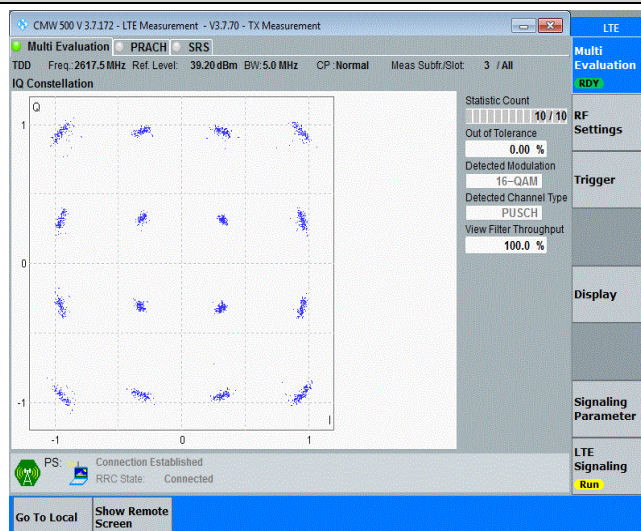 CMW 500 V 3.7.172 - LTE Measurement - V3.7.70 - TX Measurement
LTE
Multi Evaluation PRACH SRS
TDD Freq.: 2617.5 MHz Ref. Level: 39.20 dBm BW: 5.0 MHz CP : Normal Meas Subfr./Slot: 3 / All
IQ Constellation
Q
1
0
-1
-1 0 1
I
Statistic Count
10 / 10
Out of Tolerance
0.00 %
Detected Modulation
16-QAM
Detected Channel Type
PUSCH
View Filter Throughput
100.0 %
Multi
Evaluation
RDY
RF
Settings
Trigger
Display
Signaling
Parameter
LTE
Signaling
Run
PS: Connection Established
RRC State: Connected
Go To Local
Show Remote
Screen